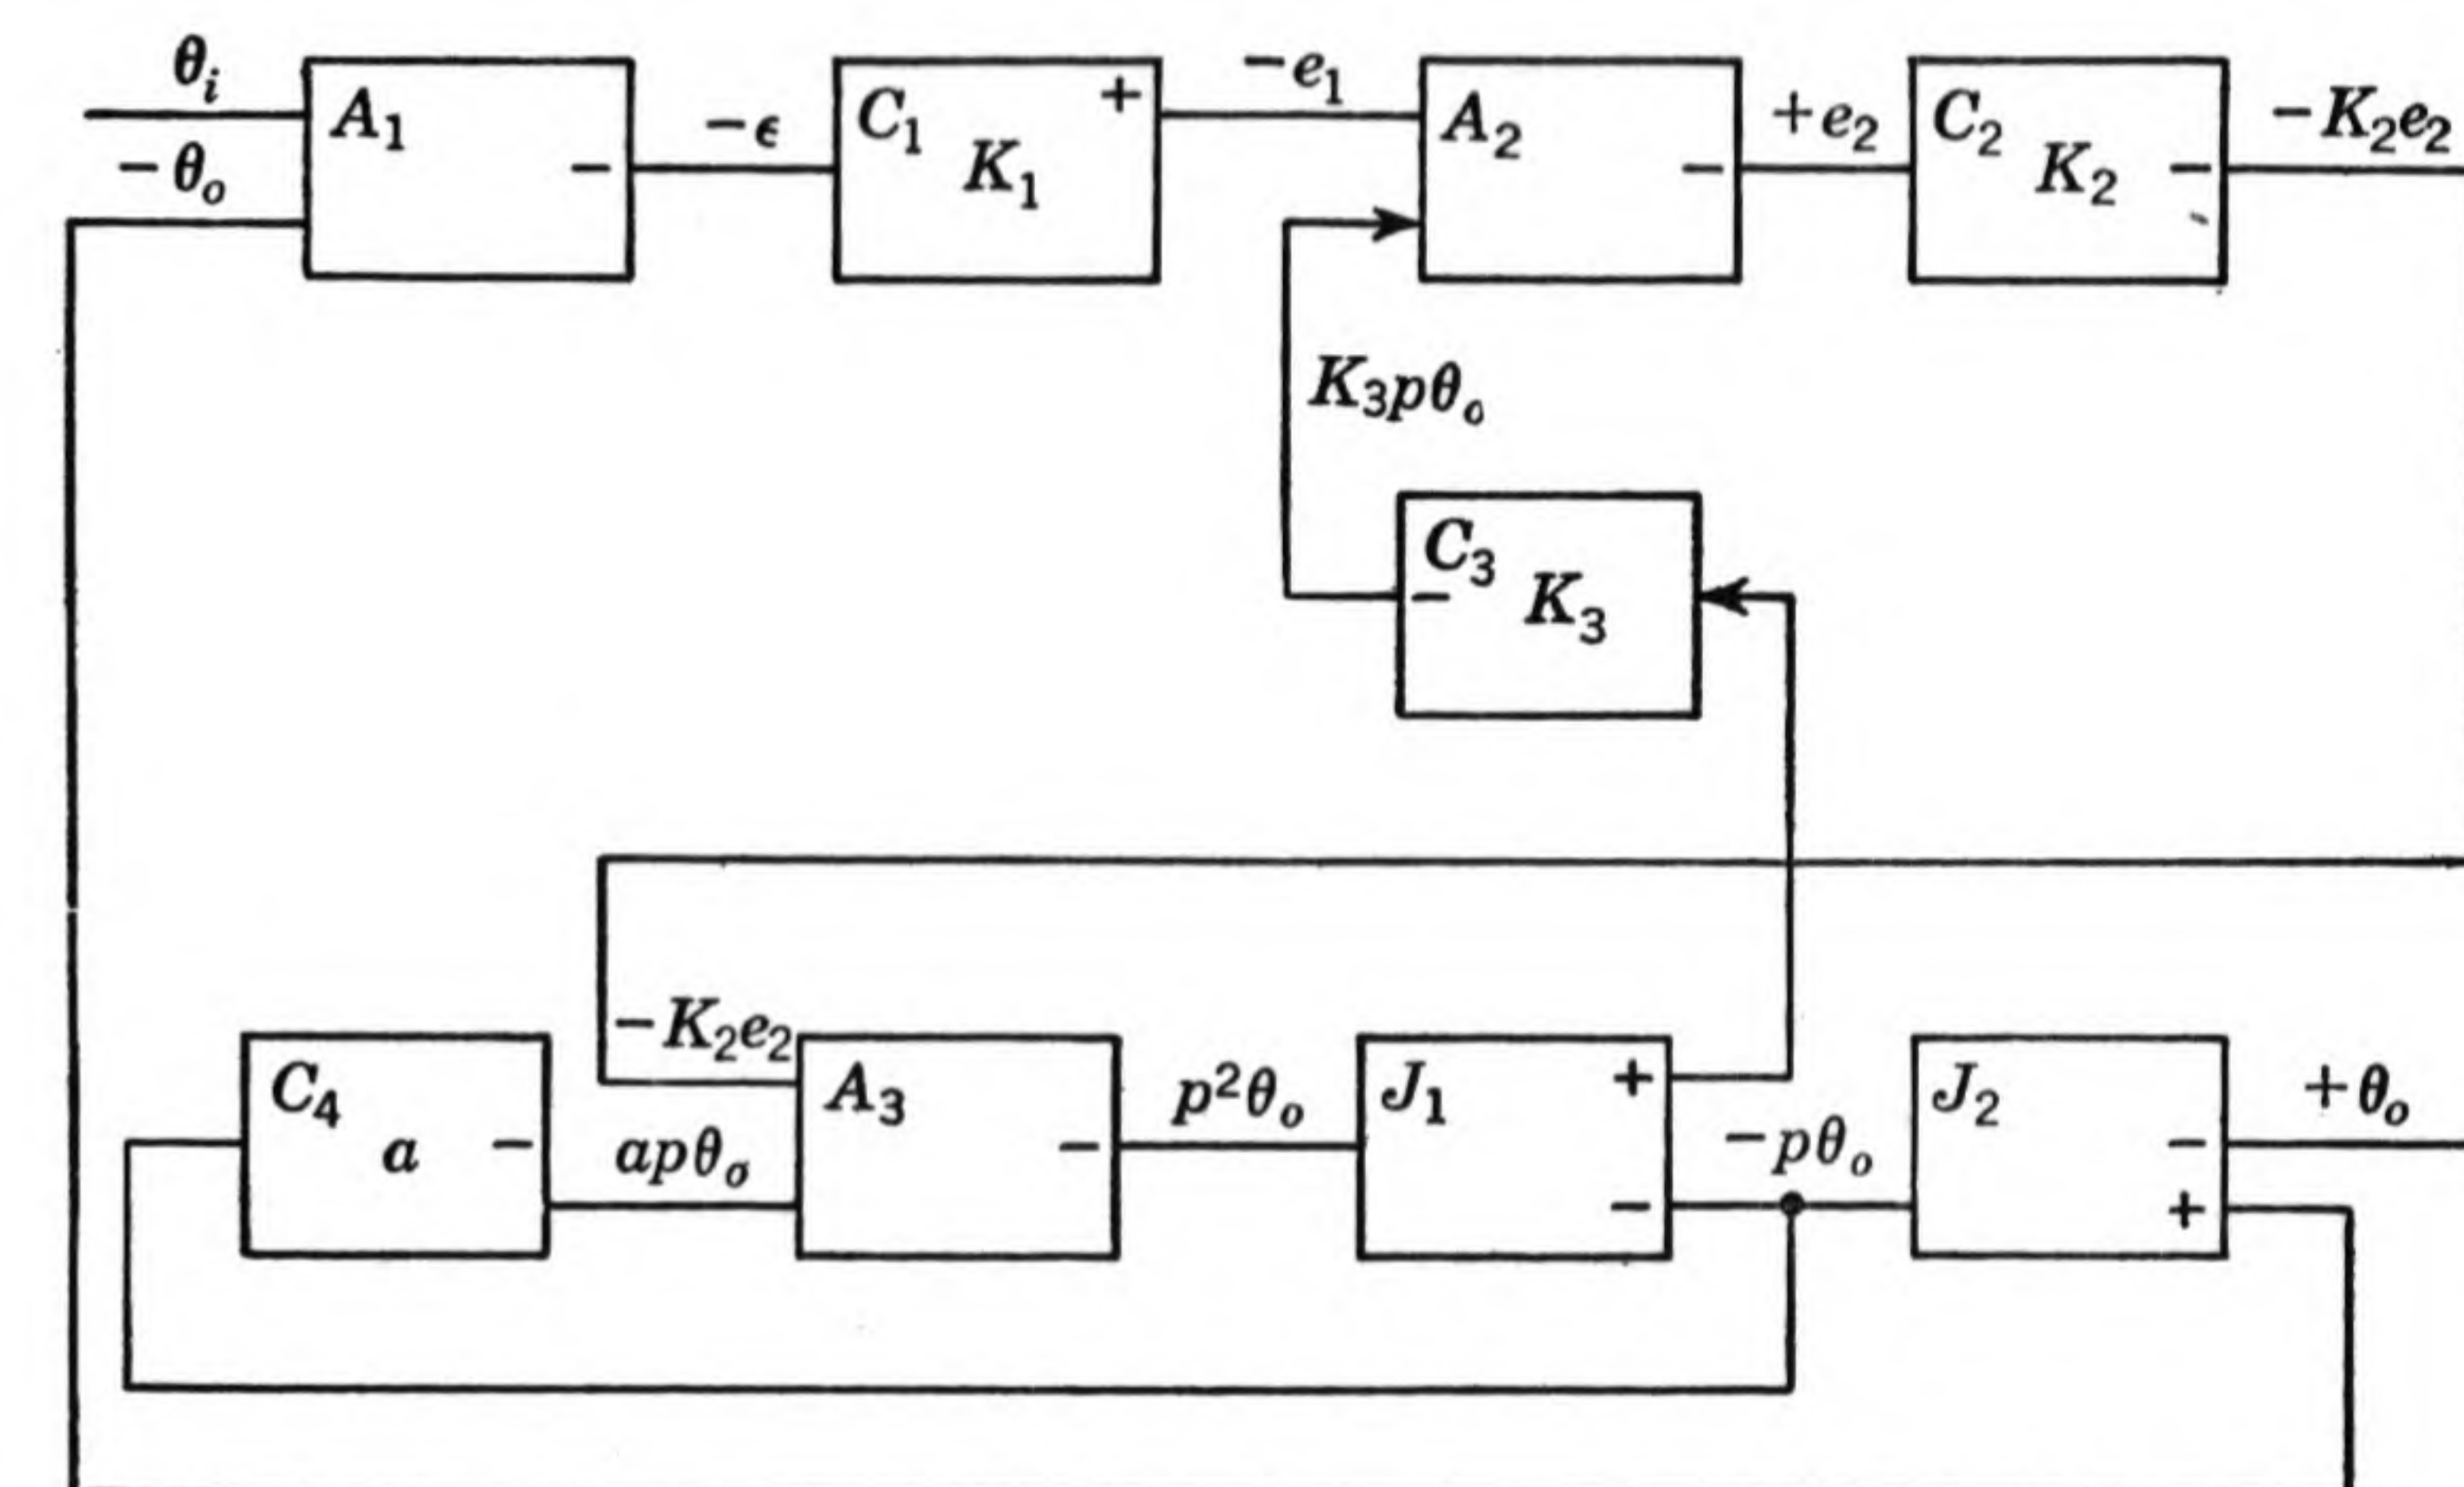 θi
−θo
A1
−
−ϵ
C1 K1 +
−e1
A2
−
+e2
C2 K2 −
−K2e2
K3pθo
C3
− K3
−K2e2
C4 a −
apθo
A3
−
p²θo
J1
+
−
−pθo
J2
−
+
+θo